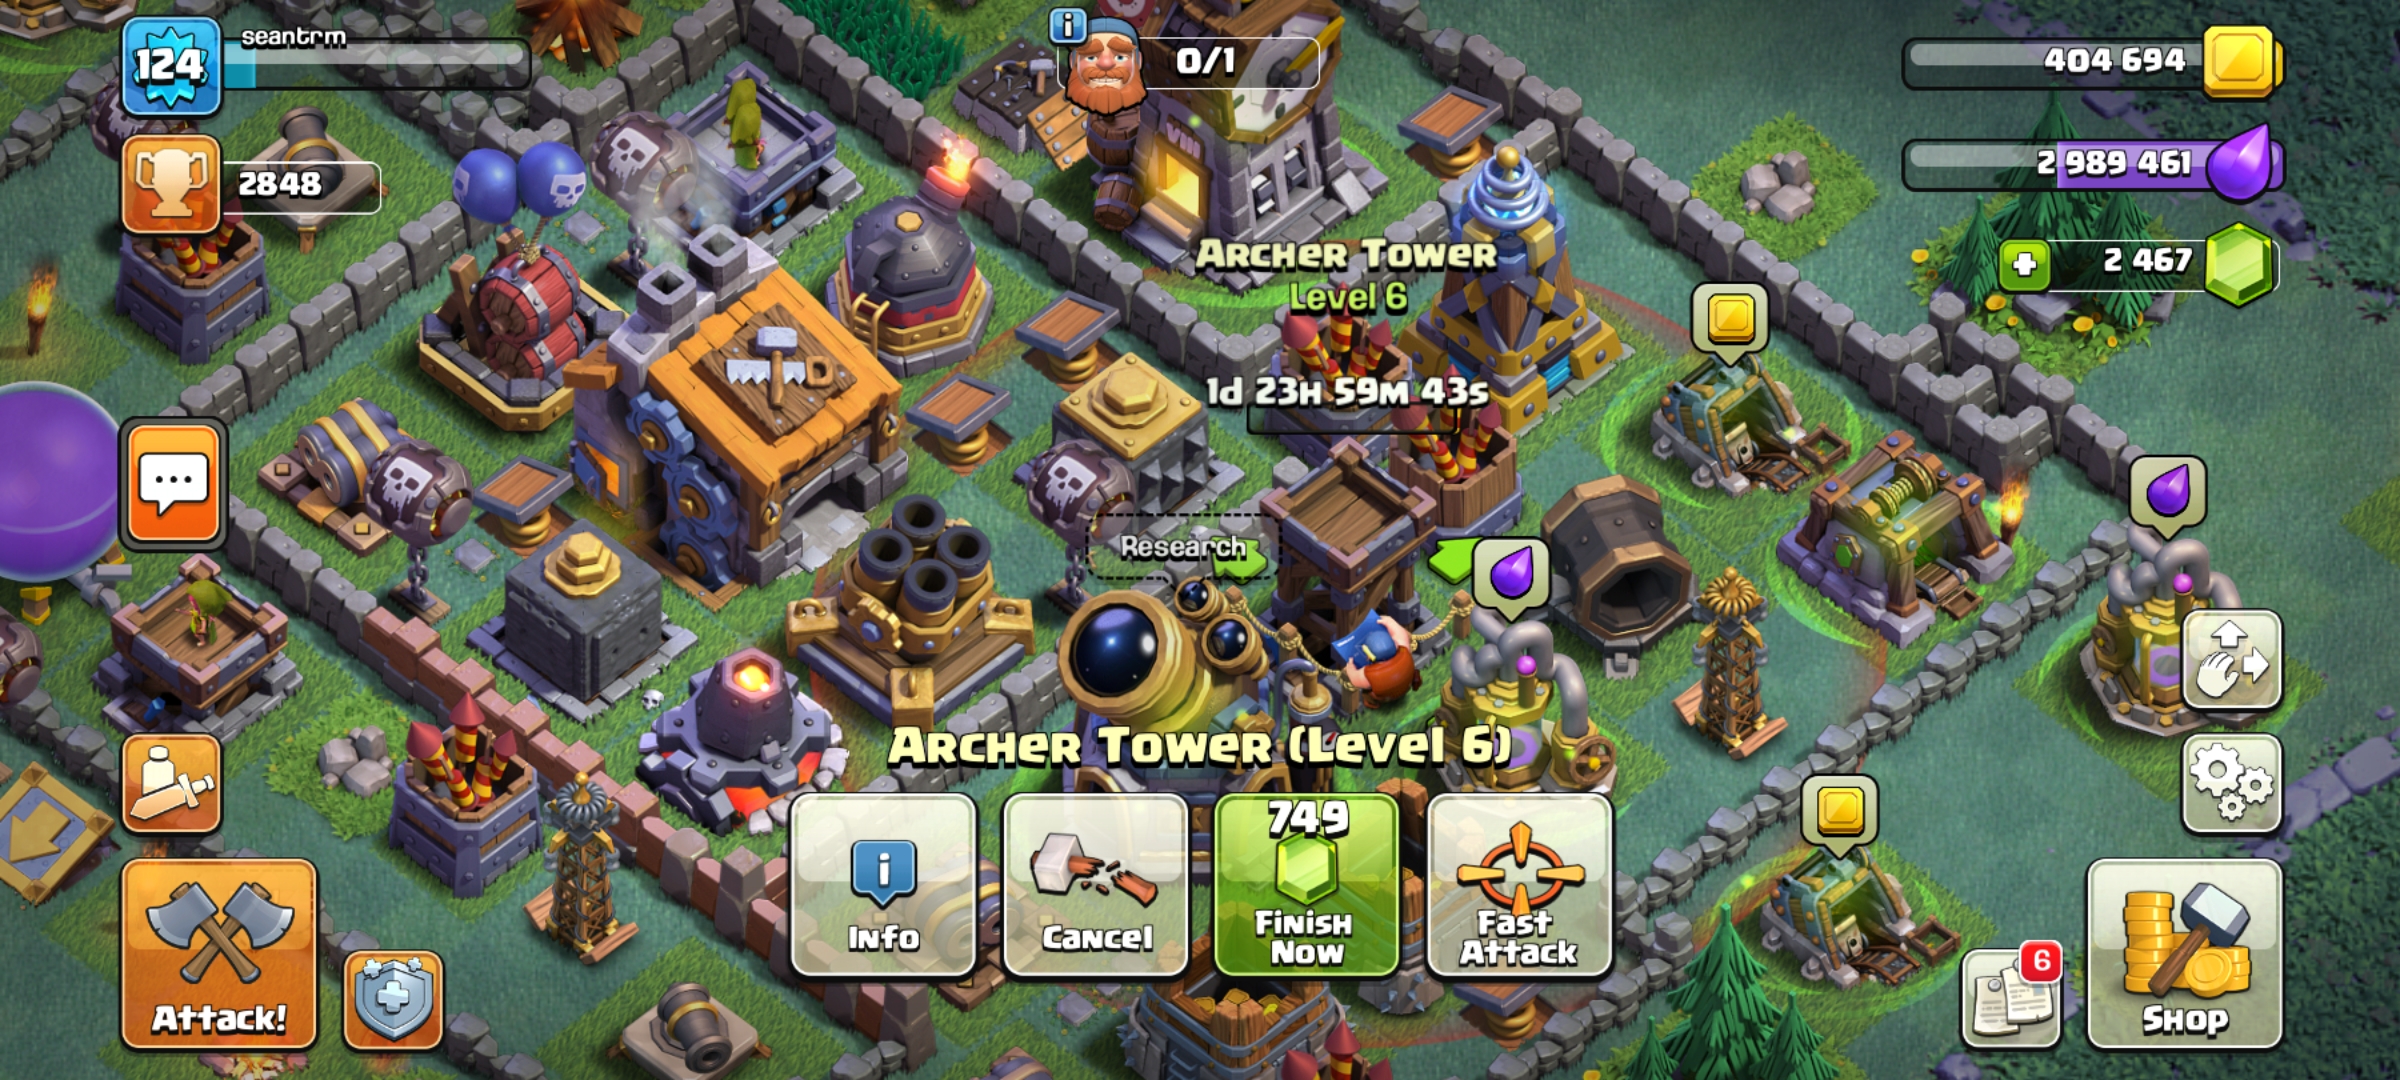 124
seantrm
0/1
404 694
2848
2 989 461
2 467
VIII
Archer Tower
Level 6
1d 23H 59M 43s
Research
Archer Tower (Level 6)
Info
Cancel
749
Finish
Now
Fast
Attack
Attack!
6
Shop